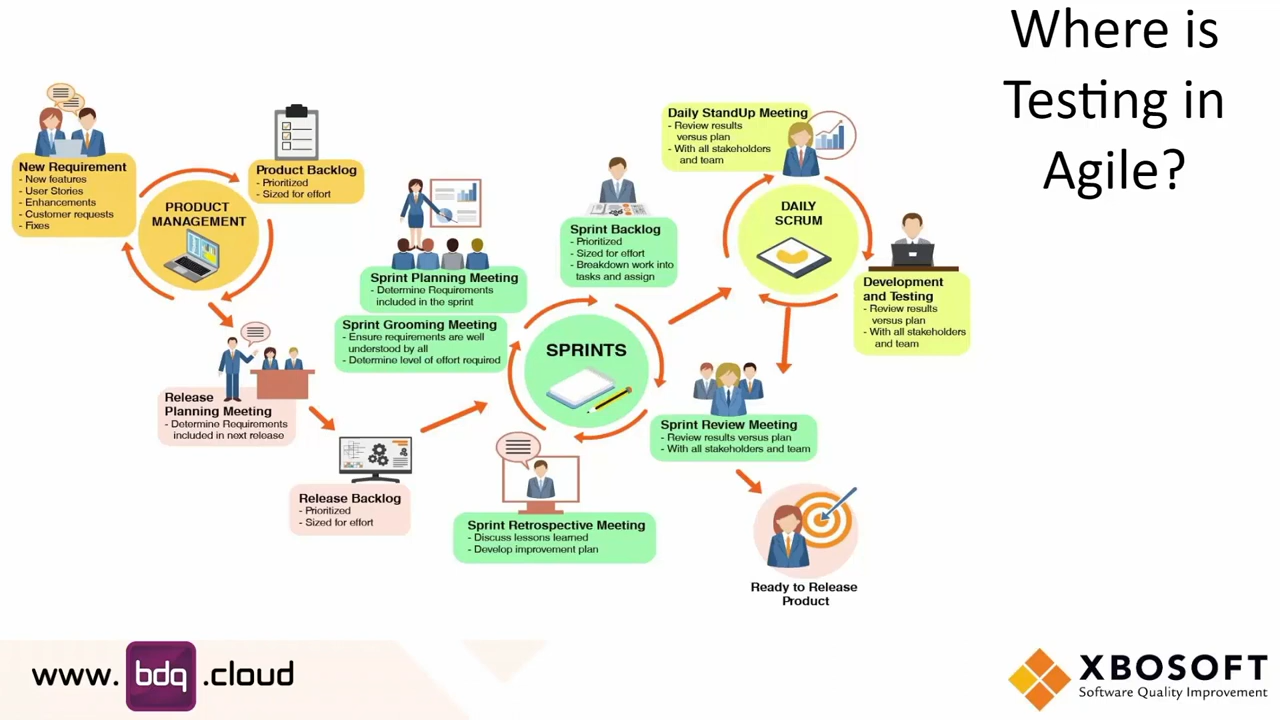 Where is
Testing in
Agile?
New Requirement
- New features
- User Stories
- Enhancements
- Customer requests
- Fixes
PRODUCT
MANAGEMENT
Product Backlog
- Prioritized
- Sized for effort
Release
Planning Meeting
- Determine Requirements
included in next release
Release Backlog
- Prioritized
- Sized for effort
Sprint Planning Meeting
- Determine Requirements
included in the sprint
Sprint Grooming Meeting
- Ensure requirements are well
understood by all
- Determine level of effort required
SPRINTS
Sprint Backlog
- Prioritized
- Sized for effort
- Breakdown work into
tasks and assign
Sprint Retrospective Meeting
- Discuss lessons learned
- Develop improvement plan
Daily StandUp Meeting
- Review results
versus plan
- With all stakeholders
and team
DAILY
SCRUM
Development
and Testing
- Review results
versus plan
- With all stakeholders
and team
Sprint Review Meeting
- Review results versus plan
- With all stakeholders and team
Ready to Release
Product
www.bdq.cloud
XBOSOFT
Software Quality Improvement